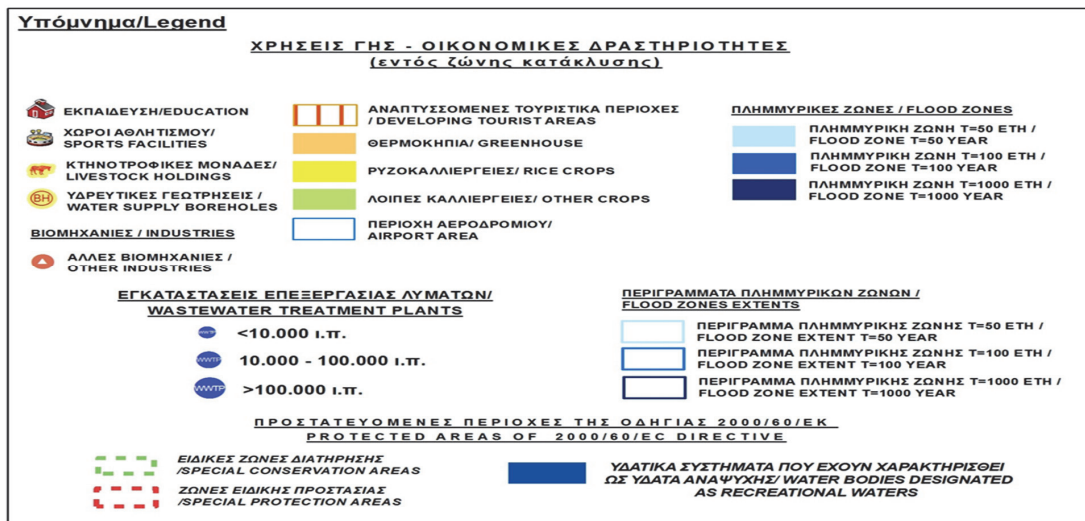 Υπόμνημα/Legend
ΧΡΗΣΕΙΣ ΓΗΣ - ΟΙΚΟΝΟΜΙΚΕΣ ΔΡΑΣΤΗΡΙΟΤΗΤΕΣ
(εντός ζώνης κατάκλυσης)
ΕΚΠΑΙΔΕΥΣΗ/EDUCATION
ΧΩΡΟΙ ΑΘΛΗΤΙΣΜΟΥ/
SPORTS FACILITIES
ΚΤΗΝΟΤΡΟΦΙΚΕΣ ΜΟΝΑΔΕΣ/
LIVESTOCK HOLDINGS
BH
ΥΔΡΕΥΤΙΚΕΣ ΓΕΩΤΡΗΣΕΙΣ /
WATER SUPPLY BOREHOLES
ΒΙΟΜΗΧΑΝΙΕΣ / INDUSTRIES
ΑΛΛΕΣ ΒΙΟΜΗΧΑΝΙΕΣ /
OTHER INDUSTRIES
ΑΝΑΠΤΥΣΣΟΜΕΝΕΣ ΤΟΥΡΙΣΤΙΚΑ ΠΕΡΙΟΧΕΣ
/ DEVELOPING TOURIST AREAS
ΘΕΡΜΟΚΗΠΙΑ/ GREENHOUSE
ΡΥΖΟΚΑΛΛΙΕΡΓΕΙΕΣ/ RICE CROPS
ΛΟΙΠΕΣ ΚΑΛΛΙΕΡΓΕΙΕΣ/ OTHER CROPS
ΠΕΡΙΟΧΗ ΑΕΡΟΔΡΟΜΙΟΥ/
AIRPORT AREA
ΠΛΗΜΜΥΡΙΚΕΣ ΖΩΝΕΣ / FLOOD ZONES
ΠΛΗΜΜΥΡΙΚΗ ΖΩΝΗ Τ=50 ΕΤΗ /
FLOOD ZONE T=50 YEAR
ΠΛΗΜΜΥΡΙΚΗ ΖΩΝΗ Τ=100 ΕΤΗ /
FLOOD ZONE T=100 YEAR
ΠΛΗΜΜΥΡΙΚΗ ΖΩΝΗ Τ=1000 ΕΤΗ /
FLOOD ZONE T=1000 YEAR
ΕΓΚΑΤΑΣΤΑΣΕΙΣ ΕΠΕΞΕΡΓΑΣΙΑΣ ΛΥΜΑΤΩΝ/
WASTEWATER TREATMENT PLANTS
WWTP <10.000 ι.π.
WWTP 10.000 - 100.000 ι.π.
WWTP >100.000 ι.π.
ΠΕΡΙΓΡΑΜΜΑΤΑ ΠΛΗΜΜΥΡΙΚΩΝ ΖΩΝΩΝ /
FLOOD ZONES EXTENTS
ΠΕΡΙΓΡΑΜΜΑ ΠΛΗΜΜΥΡΙΚΗΣ ΖΩΝΗΣ Τ=50 ΕΤΗ /
FLOOD ZONE EXTENT T=50 YEAR
ΠΕΡΙΓΡΑΜΜΑ ΠΛΗΜΜΥΡΙΚΗΣ ΖΩΝΗΣ Τ=100 ΕΤΗ /
FLOOD ZONE EXTENT T=100 YEAR
ΠΕΡΙΓΡΑΜΜΑ ΠΛΗΜΜΥΡΙΚΗΣ ΖΩΝΗΣ Τ=1000 ΕΤΗ /
FLOOD ZONE EXTENT T=1000 YEAR
ΠΡΟΣΤΑΤΕΥΟΜΕΝΕΣ ΠΕΡΙΟΧΕΣ ΤΗΣ ΟΔΗΓΙΑΣ 2000/60/ΕΚ
PROTECTED AREAS OF 2000/60/EC DIRECTIVE
ΕΙΔΙΚΕΣ ΖΩΝΕΣ ΔΙΑΤΗΡΗΣΗΣ
/SPECIAL CONSERVATION AREAS
ΖΩΝΕΣ ΕΙΔΙΚΗΣ ΠΡΟΣΤΑΣΙΑΣ
/SPECIAL PROTECTION AREAS
ΥΔΑΤΙΚΑ ΣΥΣΤΗΜΑΤΑ ΠΟΥ ΕΧΟΥΝ ΧΑΡΑΚΤΗΡΙΣΘΕΙ
ΩΣ ΥΔΑΤΑ ΑΝΑΨΥΧΗΣ/ WATER BODIES DESIGNATED
AS RECREATIONAL WATERS